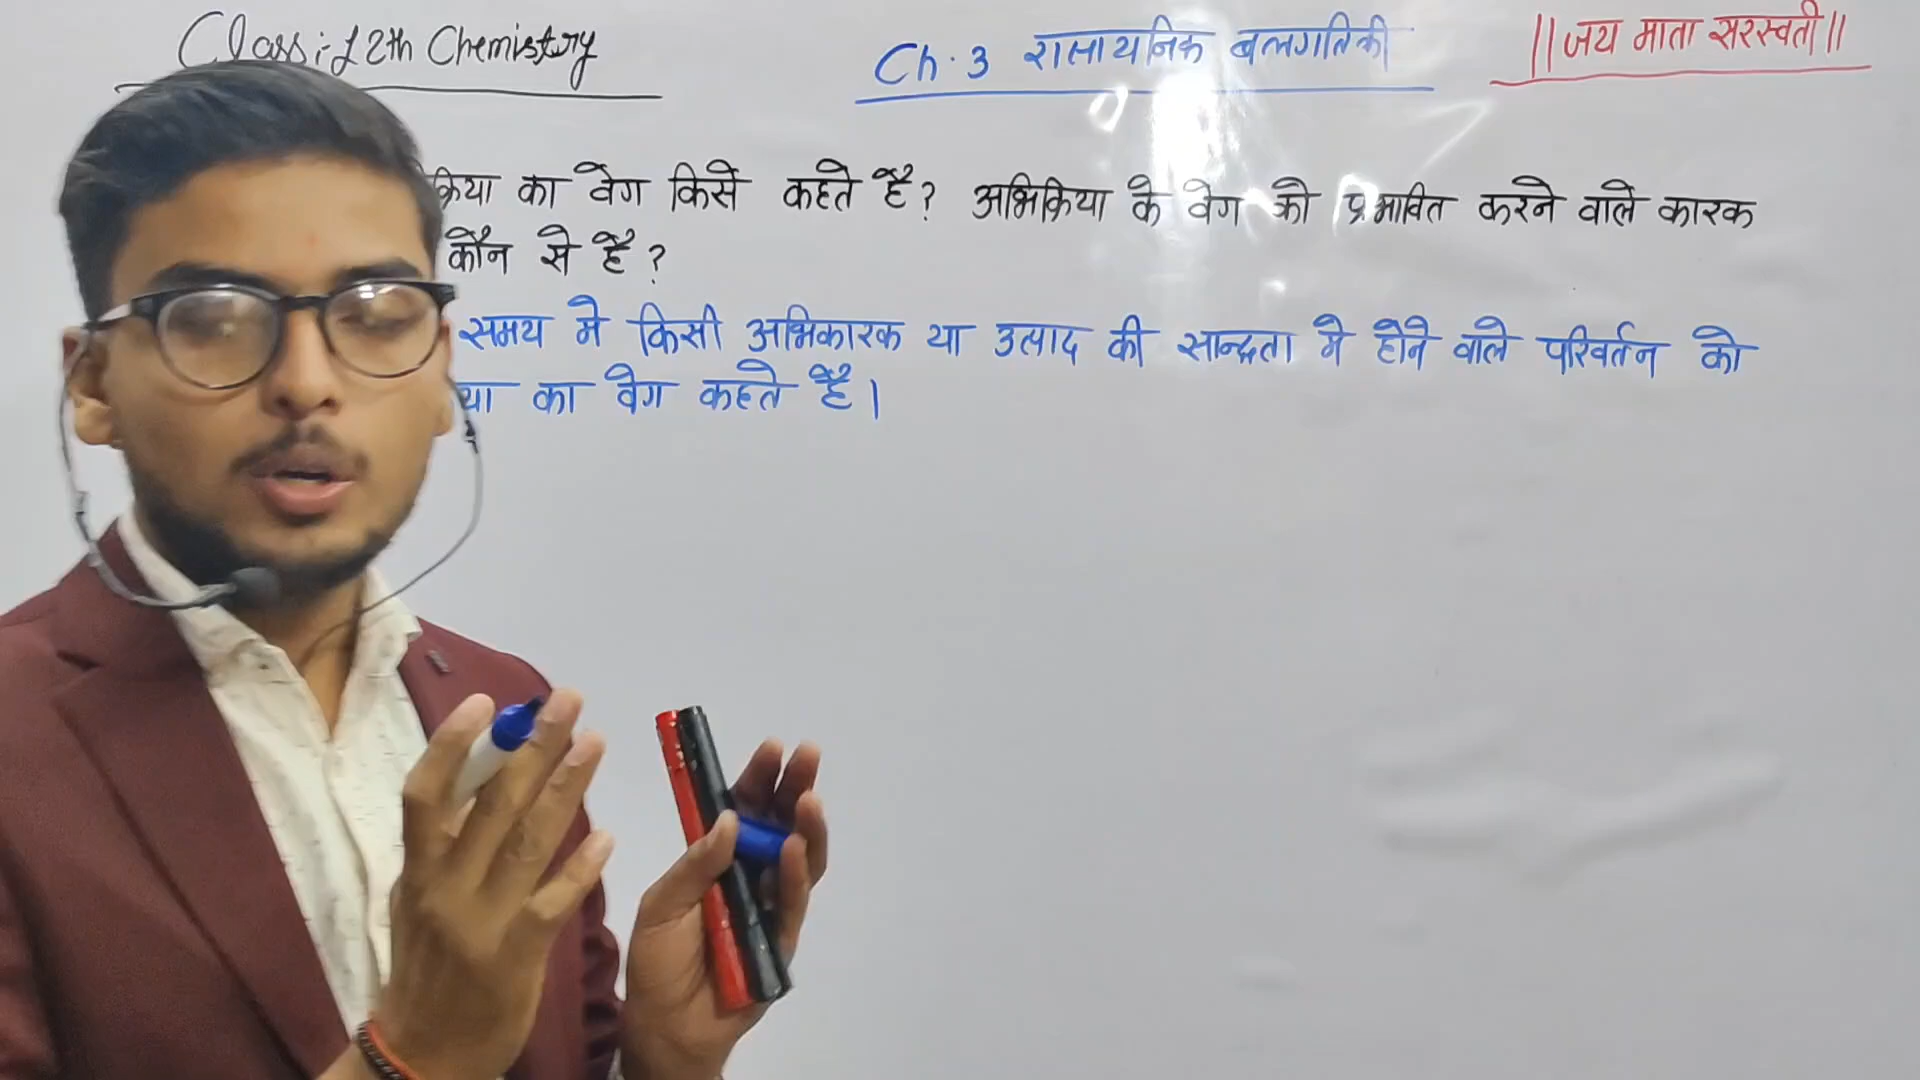 Class:-12th Chemistry
Ch.3 रासायनिक बलगतिकी
||जय माता सरस्वती||
क्रिया का वेग किसे कहते है? अभिक्रिया के वेग को प्रभावित करने वाले कारक
कौन से है?
समय मे किसी अभिकारक या उत्पाद की सान्द्रता मे होने वाले परिवर्तन को
या का वेग कहते है।